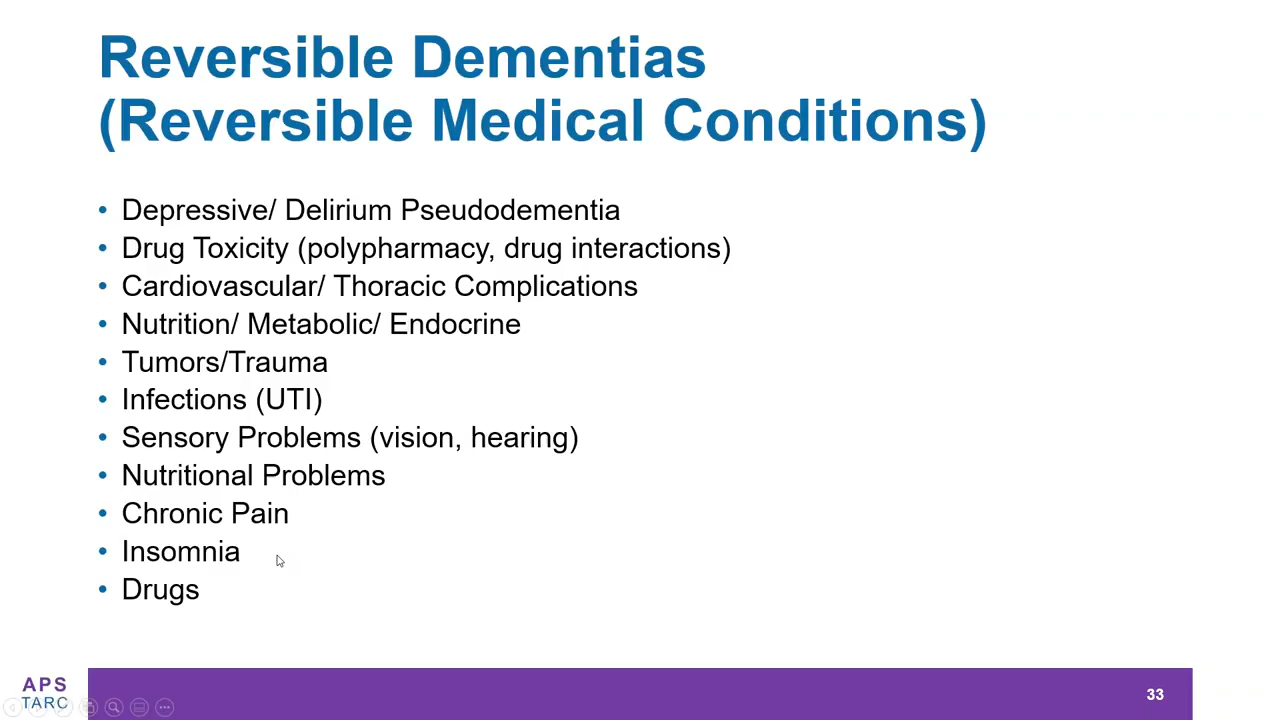 Reversible Dementias
(Reversible Medical Conditions)
• Depressive/ Delirium Pseudodementia
• Drug Toxicity (polypharmacy, drug interactions)
• Cardiovascular/ Thoracic Complications
• Nutrition/ Metabolic/ Endocrine
• Tumors/Trauma
• Infections (UTI)
• Sensory Problems (vision, hearing)
• Nutritional Problems
• Chronic Pain
• Insomnia
• Drugs
APS
TARC
33